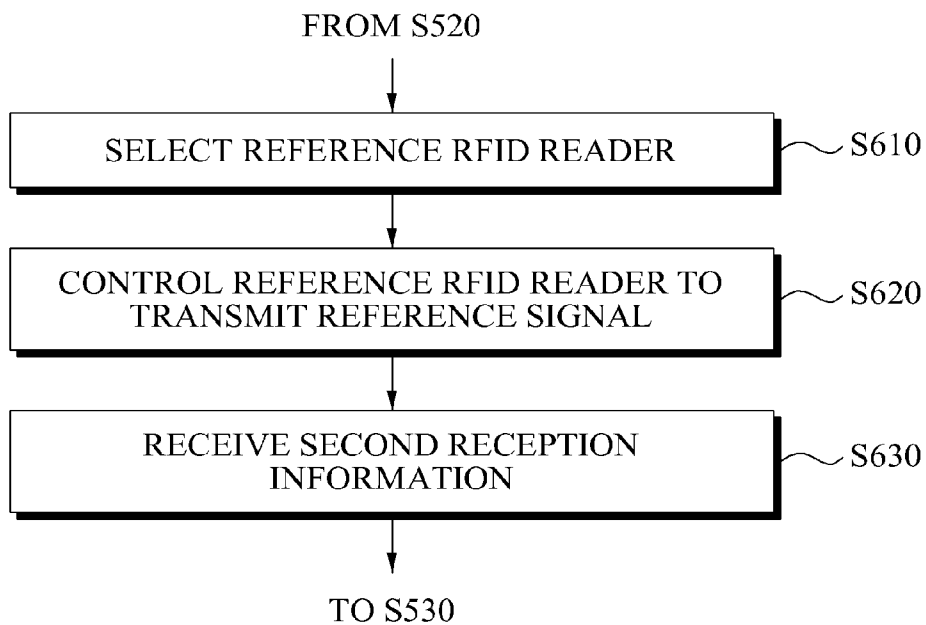 FROM S520
SELECT REFERENCE RFID READER
S610
CONTROL REFERENCE RFID READER TO
TRANSMIT REFERENCE SIGNAL
S620
RECEIVE SECOND RECEPTION
INFORMATION
S630
TO S530